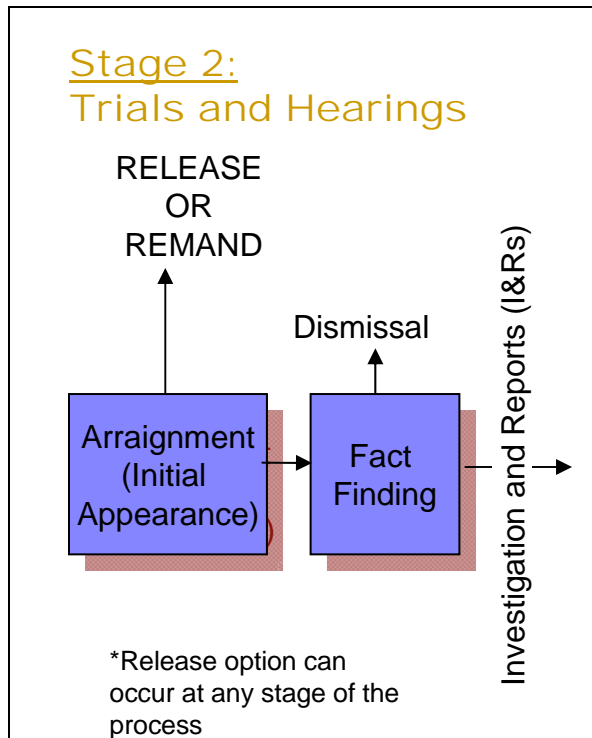 Stage 2:
Trials and Hearings
RELEASE
OR
REMAND
Dismissal
Arraignment
(Initial
Appearance)
Fact
Finding
Investigation and Reports (I&Rs)
*Release option can
occur at any stage of the
process